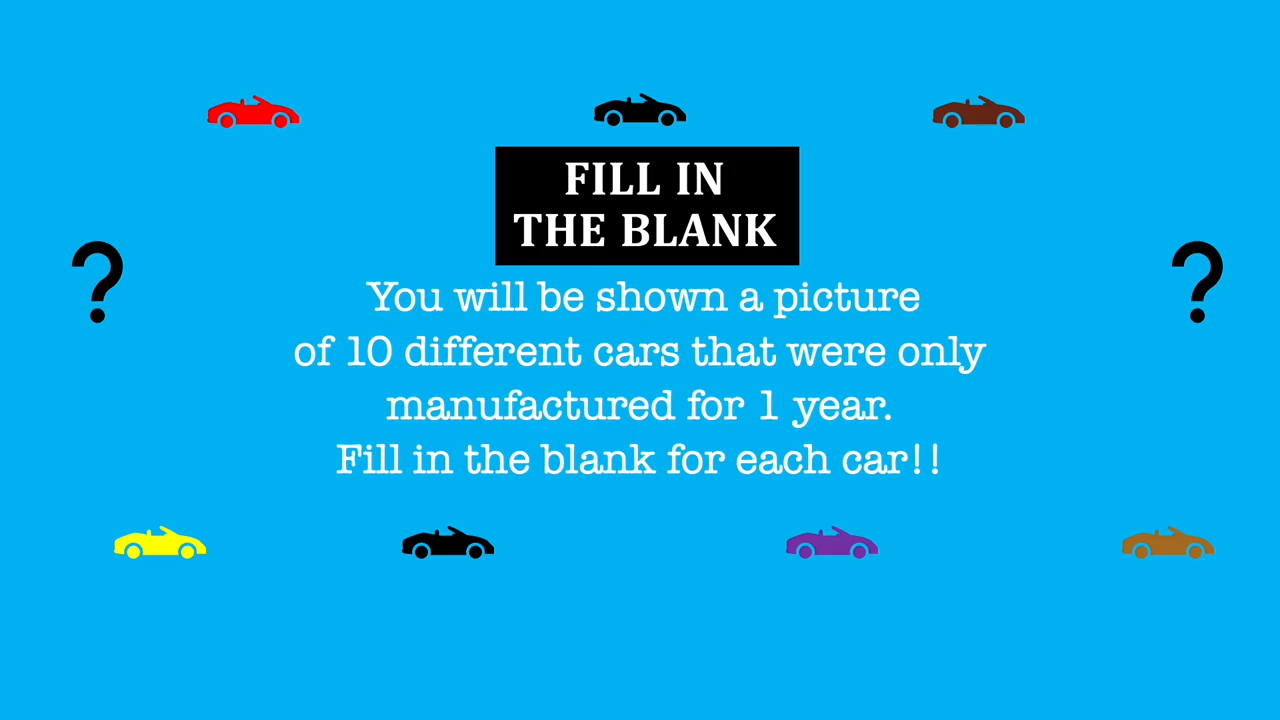 FILL IN
THE BLANK
You will be shown a picture
of 10 different cars that were only
manufactured for 1 year.
Fill in the blank for each car!!
? ?